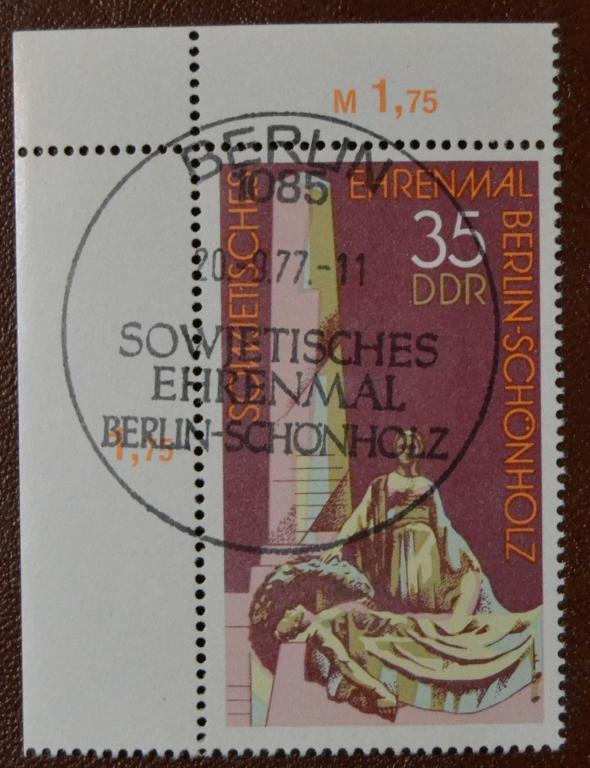 M 1,75
BERLIN
1085
20.-9.77.-11
SOWJETISCHES
EHRENMAL
BERLIN-SCHÖNHOLZ
1,75
SOWJETISCHES
EHRENMAL
BERLIN-SCHÖNHOLZ
35
DDR